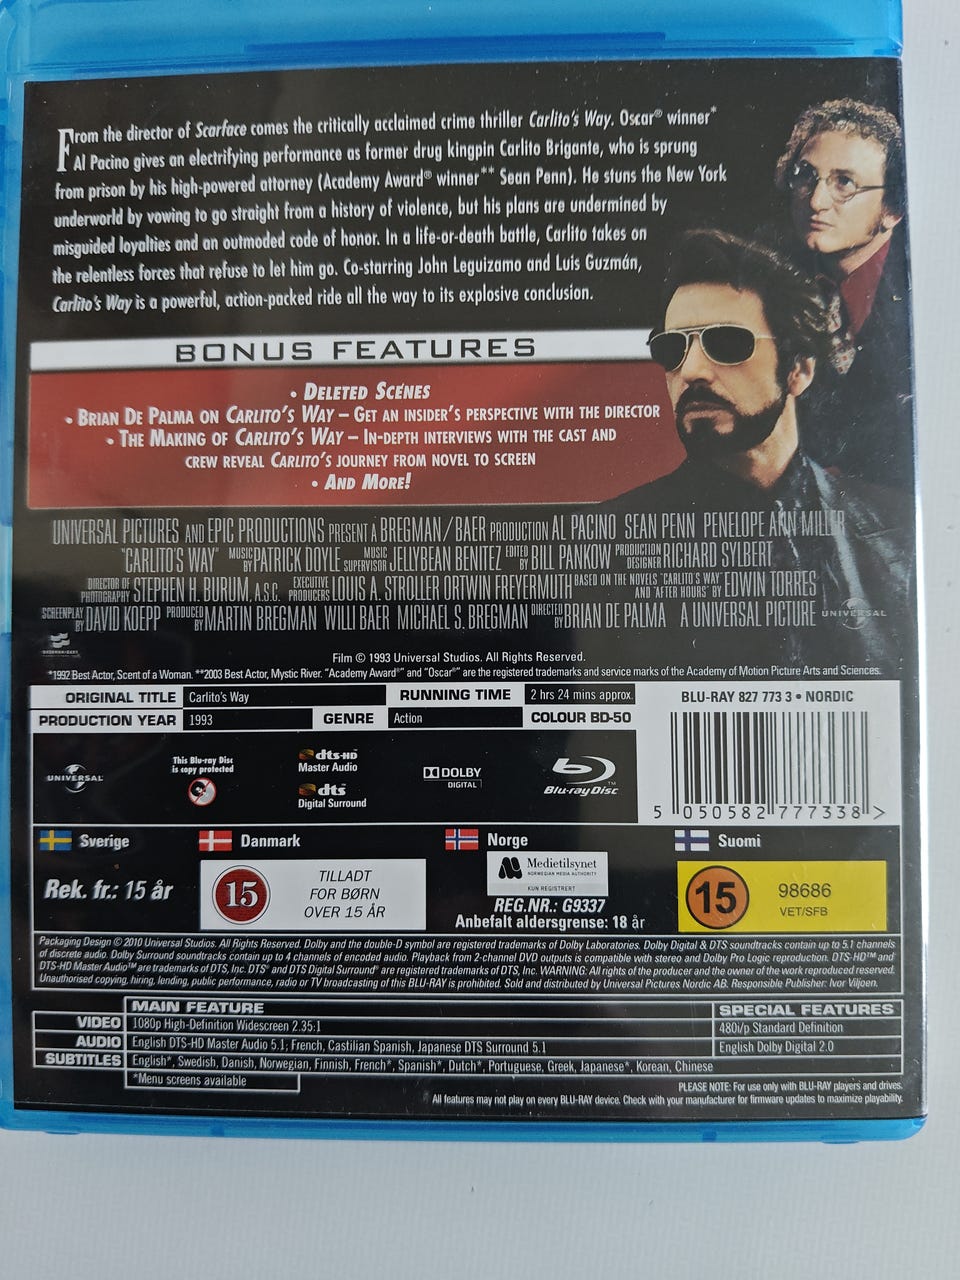 From the director of Scarface comes the critically acclaimed crime thriller Carlito's Way. Oscar® winner*
Al Pacino gives an electrifying performance as former drug kingpin Carlito Brigante, who is sprung
from prison by his high-powered attorney (Academy Award® winner** Sean Penn). He stuns the New York
underworld by vowing to go straight from a history of violence, but his plans are undermined by
misguided loyalties and an outmoded code of honor. In a life-or-death battle, Carlito takes on
the relentless forces that refuse to let him go. Co-starring John Leguizamo and Luis Guzmán,
Carlito's Way is a powerful, action-packed ride all the way to its explosive conclusion.
BONUS FEATURES
• DELETED SCENES
• BRIAN DE PALMA ON CARLITO'S WAY – GET AN INSIDER'S PERSPECTIVE WITH THE DIRECTOR
• THE MAKING OF CARLITO'S WAY – IN-DEPTH INTERVIEWS WITH THE CAST AND
CREW REVEAL CARLITO'S JOURNEY FROM NOVEL TO SCREEN
• AND MORE!
UNIVERSAL PICTURES AND EPIC PRODUCTIONS PRESENT A BREGMAN/BAER PRODUCTION AL PACINO SEAN PENN PENELOPE ANN MILLER
"CARLITO'S WAY" MUSIC BY PATRICK DOYLE MUSIC SUPERVISOR JELLYBEAN BENITEZ EDITED BY BILL PANKOW PRODUCTION DESIGNER RICHARD SYLBERT
DIRECTOR OF PHOTOGRAPHY STEPHEN H. BURUM, A.S.C. EXECUTIVE PRODUCERS LOUIS A. STROLLER ORTWIN FREYERMUTH BASED ON THE NOVELS "CARLITO'S WAY" AND "AFTER HOURS" BY EDWIN TORRES
SCREENPLAY BY DAVID KOEPP PRODUCED BY MARTIN BREGMAN WILLI BAER MICHAEL S. BREGMAN DIRECTED BY BRIAN DE PALMA A UNIVERSAL PICTURE UNIVERSAL
Film © 1993 Universal Studios. All Rights Reserved.
*1992 Best Actor, Scent of a Woman. **2003 Best Actor, Mystic River. "Academy Award®" and "Oscar®" are the registered trademarks and service marks of the Academy of Motion Picture Arts and Sciences.
ORIGINAL TITLE Carlito's Way RUNNING TIME 2 hrs 24 mins approx.
PRODUCTION YEAR 1993 GENRE Action COLOUR BD-50
BLU-RAY 827 773 3 • NORDIC
5 050582 777338 >
UNIVERSAL
This Blu-ray Disc
is copy protected
dts-HD
Master Audio
dts
Digital Surround
DOLBY
DIGITAL
Blu-ray Disc™
Sverige
Rek. fr.: 15 år
Danmark
15
TILLADT
FOR BØRN
OVER 15 ÅR
Norge
Medietilsynet
NORWEGIAN MEDIA AUTHORITY
KUN REGISTRERT
REG.NR.: G9337
Anbefalt aldersgrense: 18 år
Suomi
15
98686
VET/SFB
Packaging Design © 2010 Universal Studios. All Rights Reserved. Dolby and the double-D symbol are registered trademarks of Dolby Laboratories. Dolby Digital & DTS soundtracks contain up to 5.1 channels
of discrete audio. Dolby Surround soundtracks contain up to 4 channels of encoded audio. Playback from 2-channel DVD outputs is compatible with stereo and Dolby Pro Logic reproduction. DTS-HD™ and
DTS-HD Master Audio™ are trademarks of DTS, Inc. DTS® and DTS Digital Surround® are registered trademarks of DTS, Inc. WARNING: All rights of the producer and the owner of the work reproduced reserved.
Unauthorised copying, hiring, lending, public performance, radio or TV broadcasting of this BLU-RAY is prohibited. Sold and distributed by Universal Pictures Nordic AB. Responsible Publisher: Ivor Viljoen.
MAIN FEATURE SPECIAL FEATURES
VIDEO 1080p High-Definition Widescreen 2.35:1 480i/p Standard Definition
AUDIO English DTS-HD Master Audio 5.1; French, Castilian Spanish, Japanese DTS Surround 5.1 English Dolby Digital 2.0
SUBTITLES English*, Swedish, Danish, Norwegian, Finnish, French*, Spanish*, Dutch*, Portuguese, Greek, Japanese*, Korean, Chinese
*Menu screens available
PLEASE NOTE: For use only with BLU-RAY players and drives.
All features may not play on every BLU-RAY device. Check with your manufacturer for firmware updates to maximize playability.